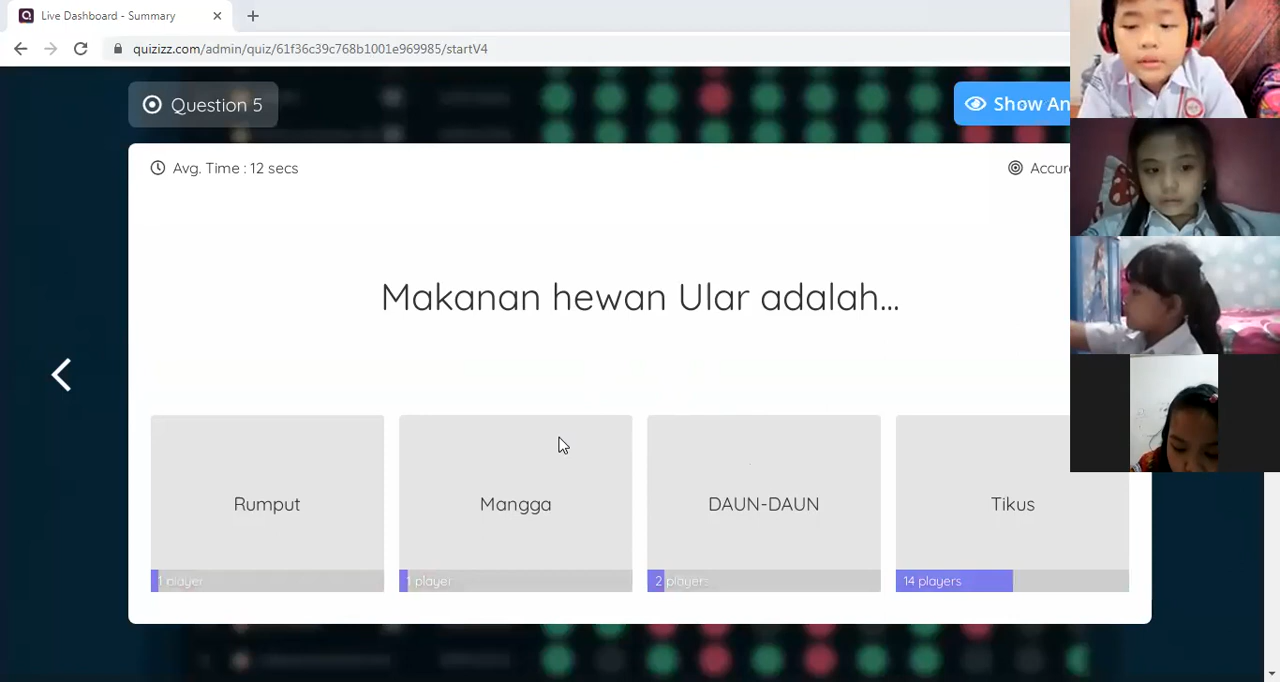 Live Dashboard - Summary
quizizz.com/admin/quiz/61f36c39c768b1001e969985/startV4
Question 5
Show An
Avg. Time : 12 secs
Accur
Makanan hewan Ular adalah...
Rumput
Mangga
DAUN-DAUN
Tikus
1 player
1 player
2 players
14 players